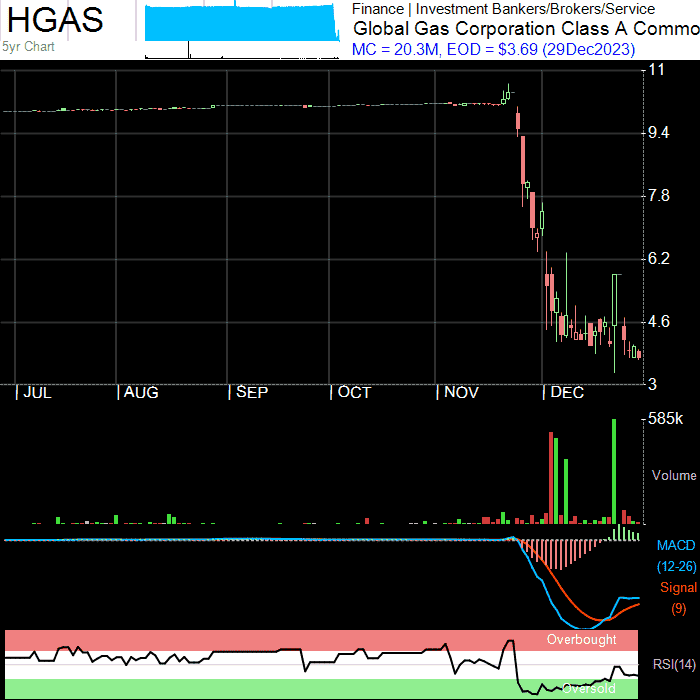 HGAS
5yr Chart
Finance | Investment Bankers/Brokers/Service
Global Gas Corporation Class A Commo
MC = 20.3M, EOD = $3.69 (29Dec2023)
11
9.4
7.8
6.2
4.6
3
JUL AUG SEP OCT NOV DEC
585k
Volume
MACD
(12-26)
Signal
(9)
Overbought
RSI(14)
Oversold